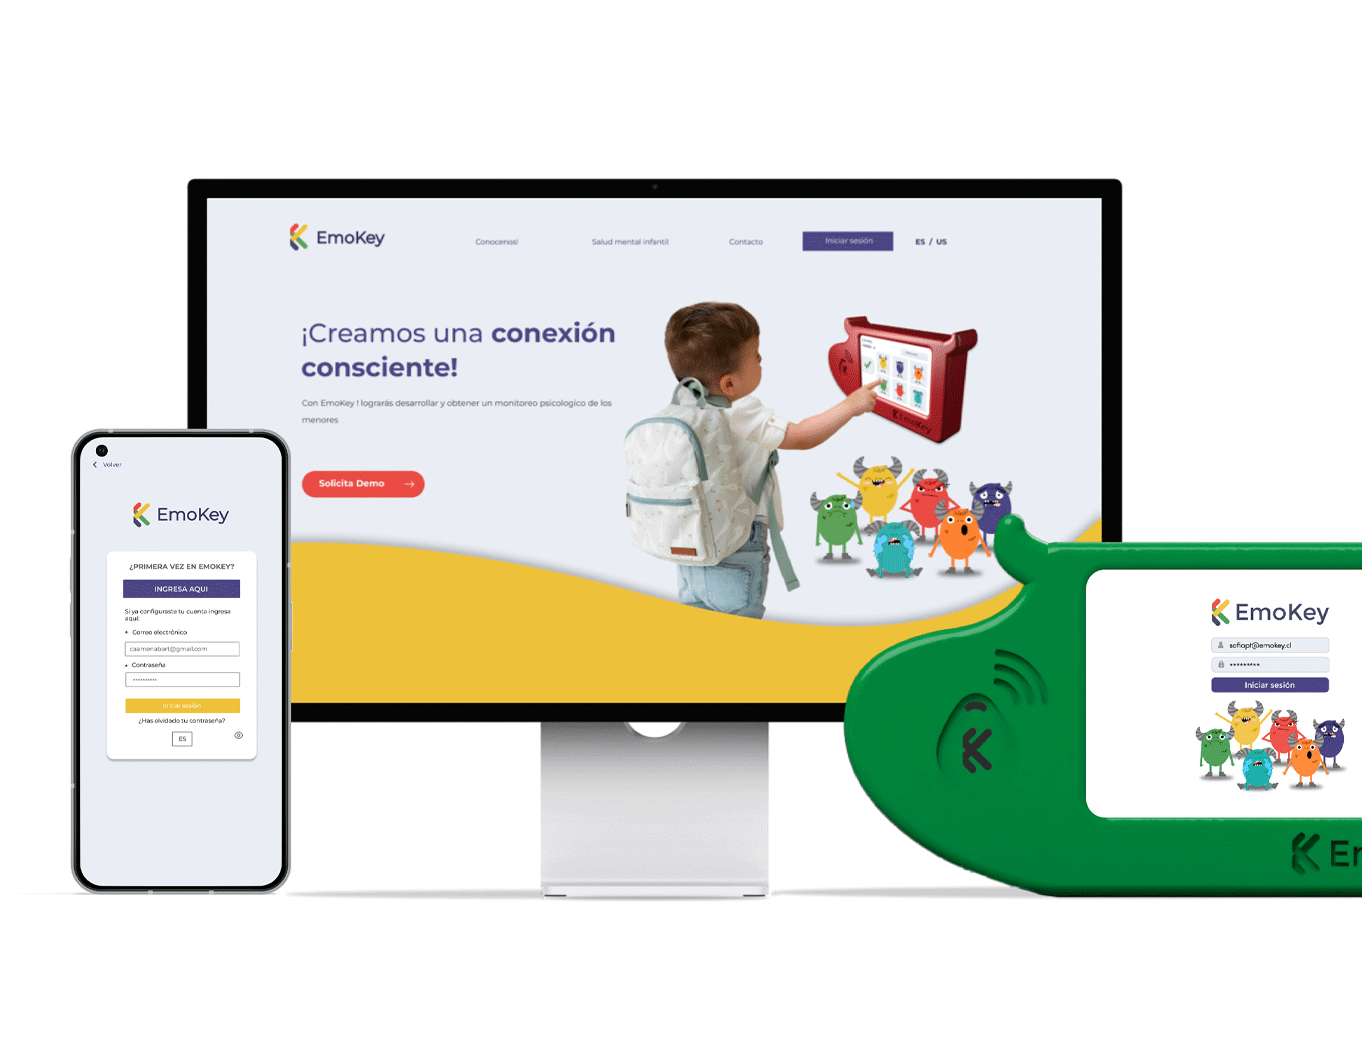 EmoKey
Conocenos!
Salud mental infantil
Contacto
Iniciar sesión
ES / US
¡Creamos una conexión
consciente!
Con EmoKey ! lograrás desarrollar y obtener un monitoreo psicologico de los
menores
Solicita Demo
EmoKey
Volver
EmoKey
¿PRIMERA VEZ EN EMOKEY?
INGRESA AQUI
Si ya configuraste tu cuenta ingresa
aquí:
* Correo electrónico
caamenabart@gmail.com
* Contraseña
**********
Iniciar sesión
¿Has olvidado tu contraseña?
ES
EmoKey
sofiapt@emokey.cl
*********
Iniciar sesión